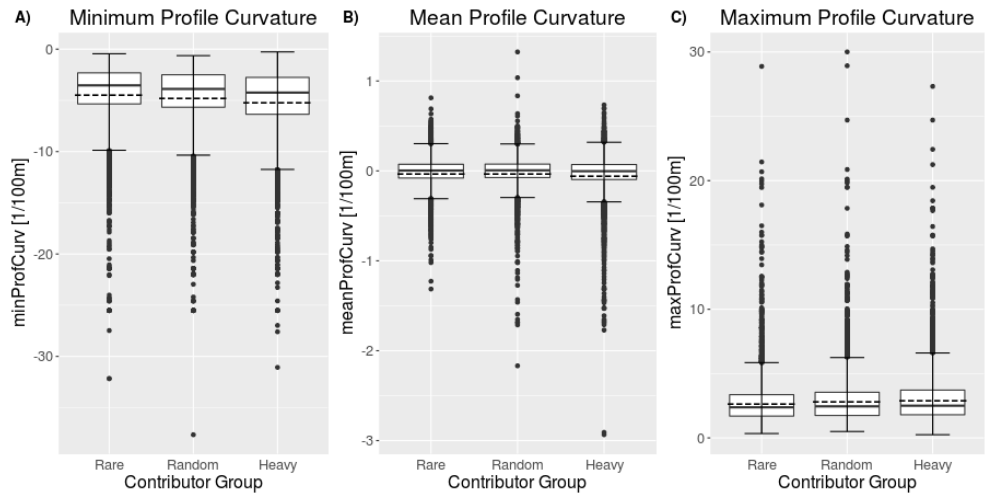 A) Minimum Profile Curvature
minProfCurv [1/100m]
0
-10
-20
-30
Rare Random Heavy
Contributor Group
B) Mean Profile Curvature
meanProfCurv [1/100m]
1
0
-1
-2
-3
Rare Random Heavy
Contributor Group
C) Maximum Profile Curvature
maxProfCurv [1/100m]
30
20
10
0
Rare Random Heavy
Contributor Group